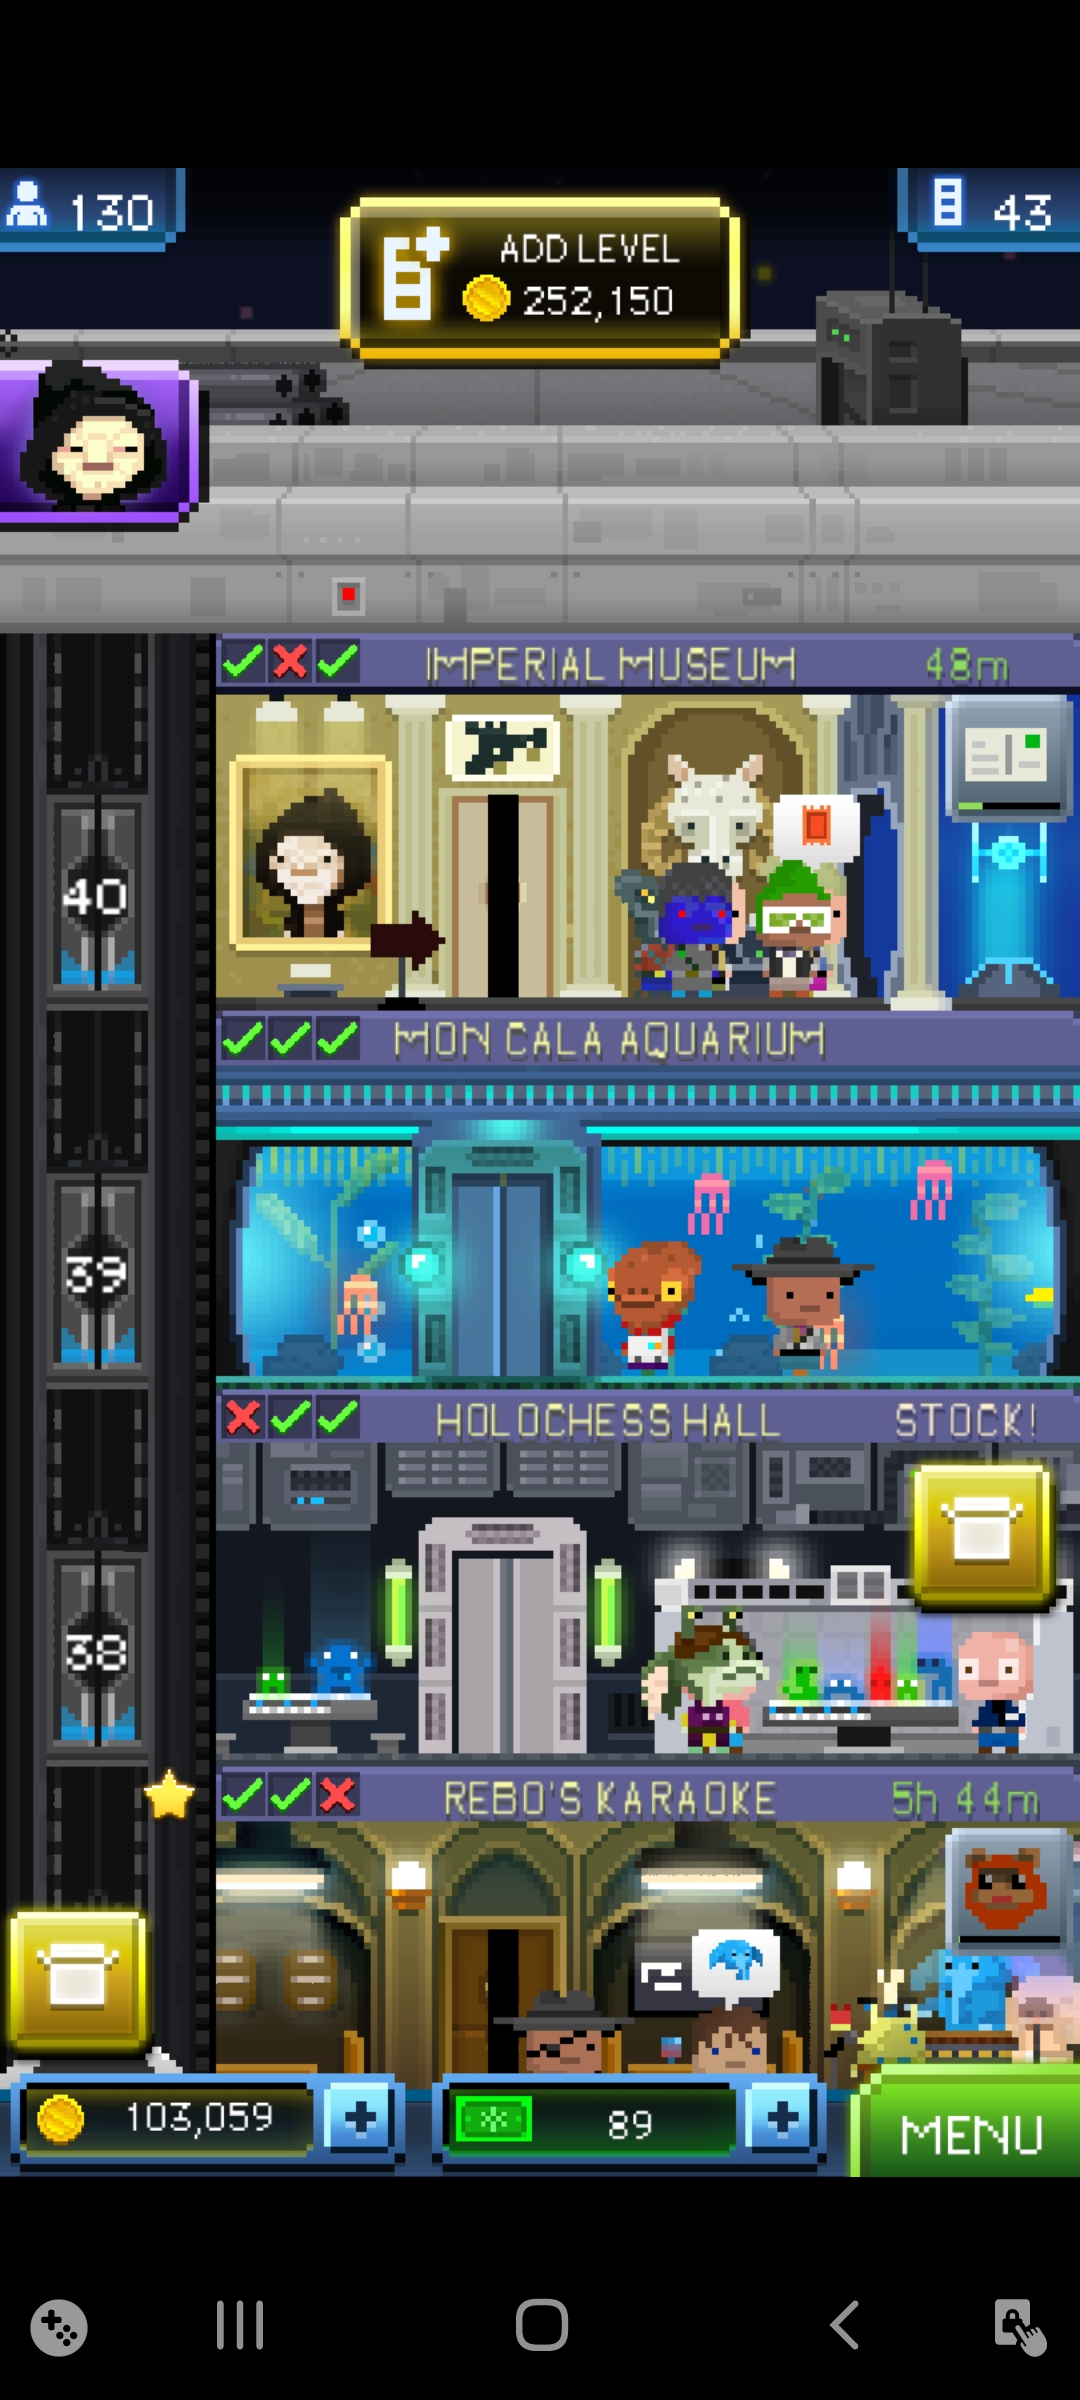 130
ADD LEVEL
252,150
43
IMPERIAL MUSEUM 48m
40
MON CALA AQUARIUM
39
HOLOCHESS HALL STOCK!
38
REBO'S KARAOKE 5h 44m
103,059 + 89 + MENU